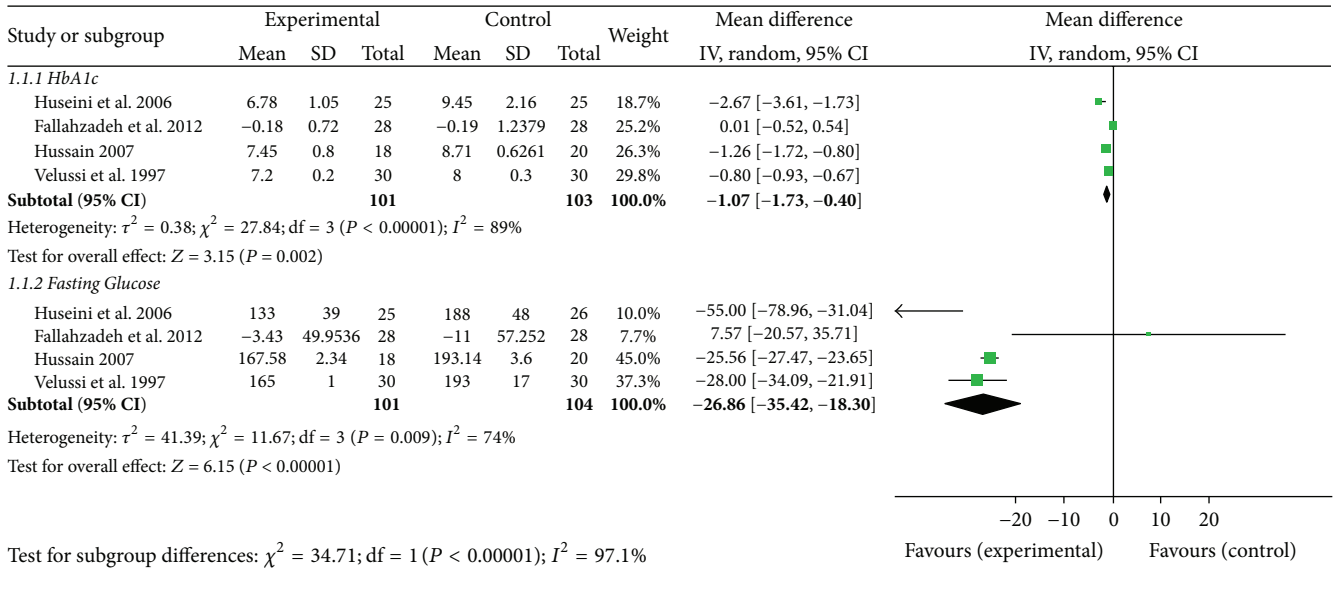 Study or subgroup Experimental Control Weight Mean difference Mean difference
Mean SD Total Mean SD Total IV, random, 95% CI IV, random, 95% CI
1.1.1 HbA1c
Huseini et al. 2006 6.78 1.05 25 9.45 2.16 25 18.7% −2.67 [−3.61, −1.73]
Fallahzadeh et al. 2012 −0.18 0.72 28 −0.19 1.2379 28 25.2% 0.01 [−0.52, 0.54]
Hussain 2007 7.45 0.8 18 8.71 0.6261 20 26.3% −1.26 [−1.72, −0.80]
Velussi et al. 1997 7.2 0.2 30 8 0.3 30 29.8% −0.80 [−0.93, −0.67]
Subtotal (95% CI) 101 103 100.0% −1.07 [−1.73, −0.40]
Heterogeneity: τ² = 0.38; χ² = 27.84; df = 3 (P < 0.00001); I² = 89%
Test for overall effect: Z = 3.15 (P = 0.002)
1.1.2 Fasting Glucose
Huseini et al. 2006 133 39 25 188 48 26 10.0% −55.00 [−78.96, −31.04]
Fallahzadeh et al. 2012 −3.43 49.9536 28 −11 57.252 28 7.7% 7.57 [−20.57, 35.71]
Hussain 2007 167.58 2.34 18 193.14 3.6 20 45.0% −25.56 [−27.47, −23.65]
Velussi et al. 1997 165 1 30 193 17 30 37.3% −28.00 [−34.09, −21.91]
Subtotal (95% CI) 101 104 100.0% −26.86 [−35.42, −18.30]
Heterogeneity: τ² = 41.39; χ² = 11.67; df = 3 (P = 0.009); I² = 74%
Test for overall effect: Z = 6.15 (P < 0.00001)
−20 −10 0 10 20
Favours (experimental) Favours (control)
Test for subgroup differences: χ² = 34.71; df = 1 (P < 0.00001); I² = 97.1%